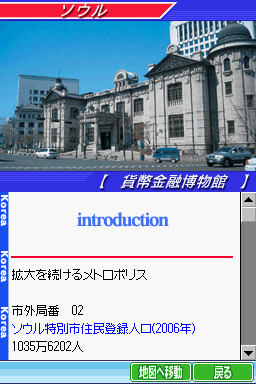 ソウル
【 貨幣金融博物館 】
Korea
introduction
Korea
拡大を続けるメトロポリス
市外局番 02
Korea
ソウル特別市住民登録人口(2006年)
1035万6202人
地図へ移動 戻る